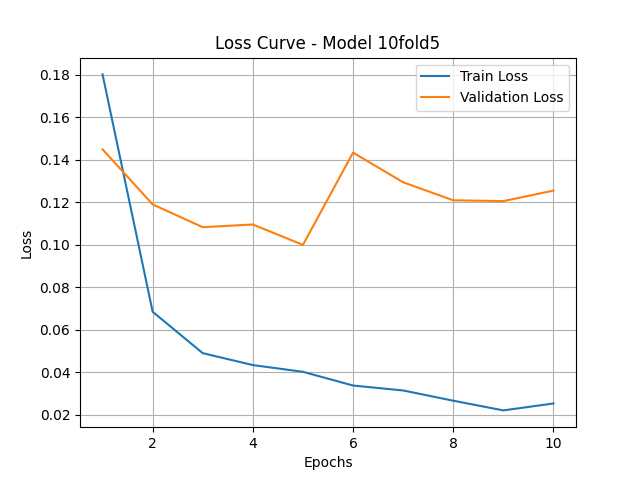 Loss Curve - Model 10fold5
Train Loss
Validation Loss
0.18
0.16
0.14
0.12
0.10
0.08
0.06
0.04
0.02
Loss
2 4 6 8 10
Epochs